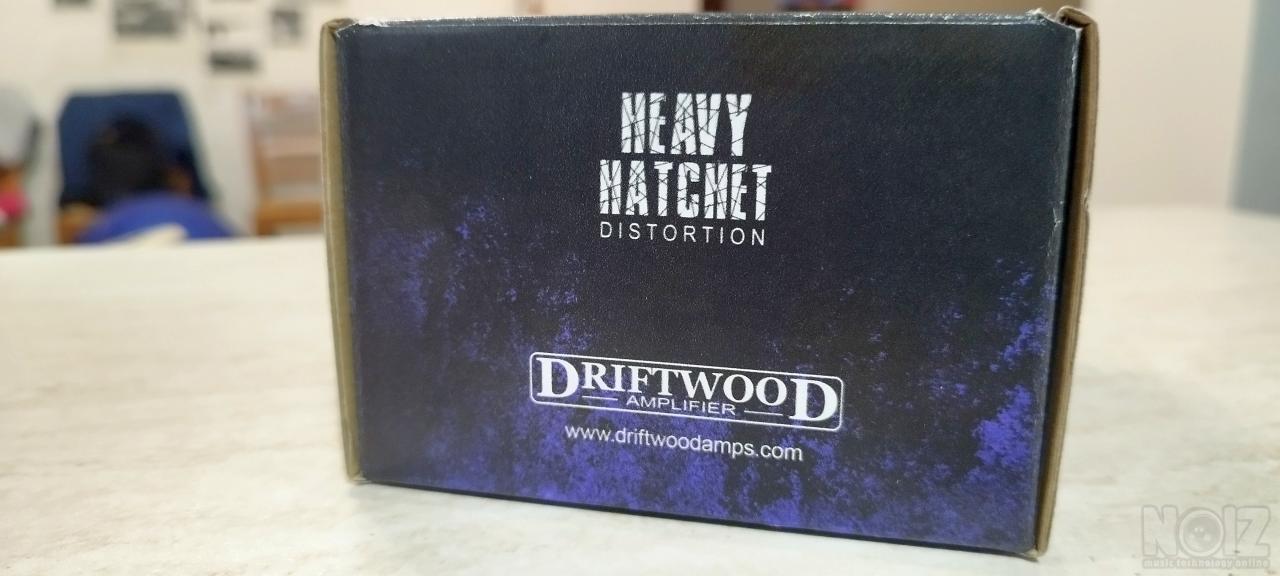 HEAVY
HATCHET
DISTORTION
DRIFTWOOD
AMPLIFIER
www.driftwoodamps.com
NOIZ
music technology online